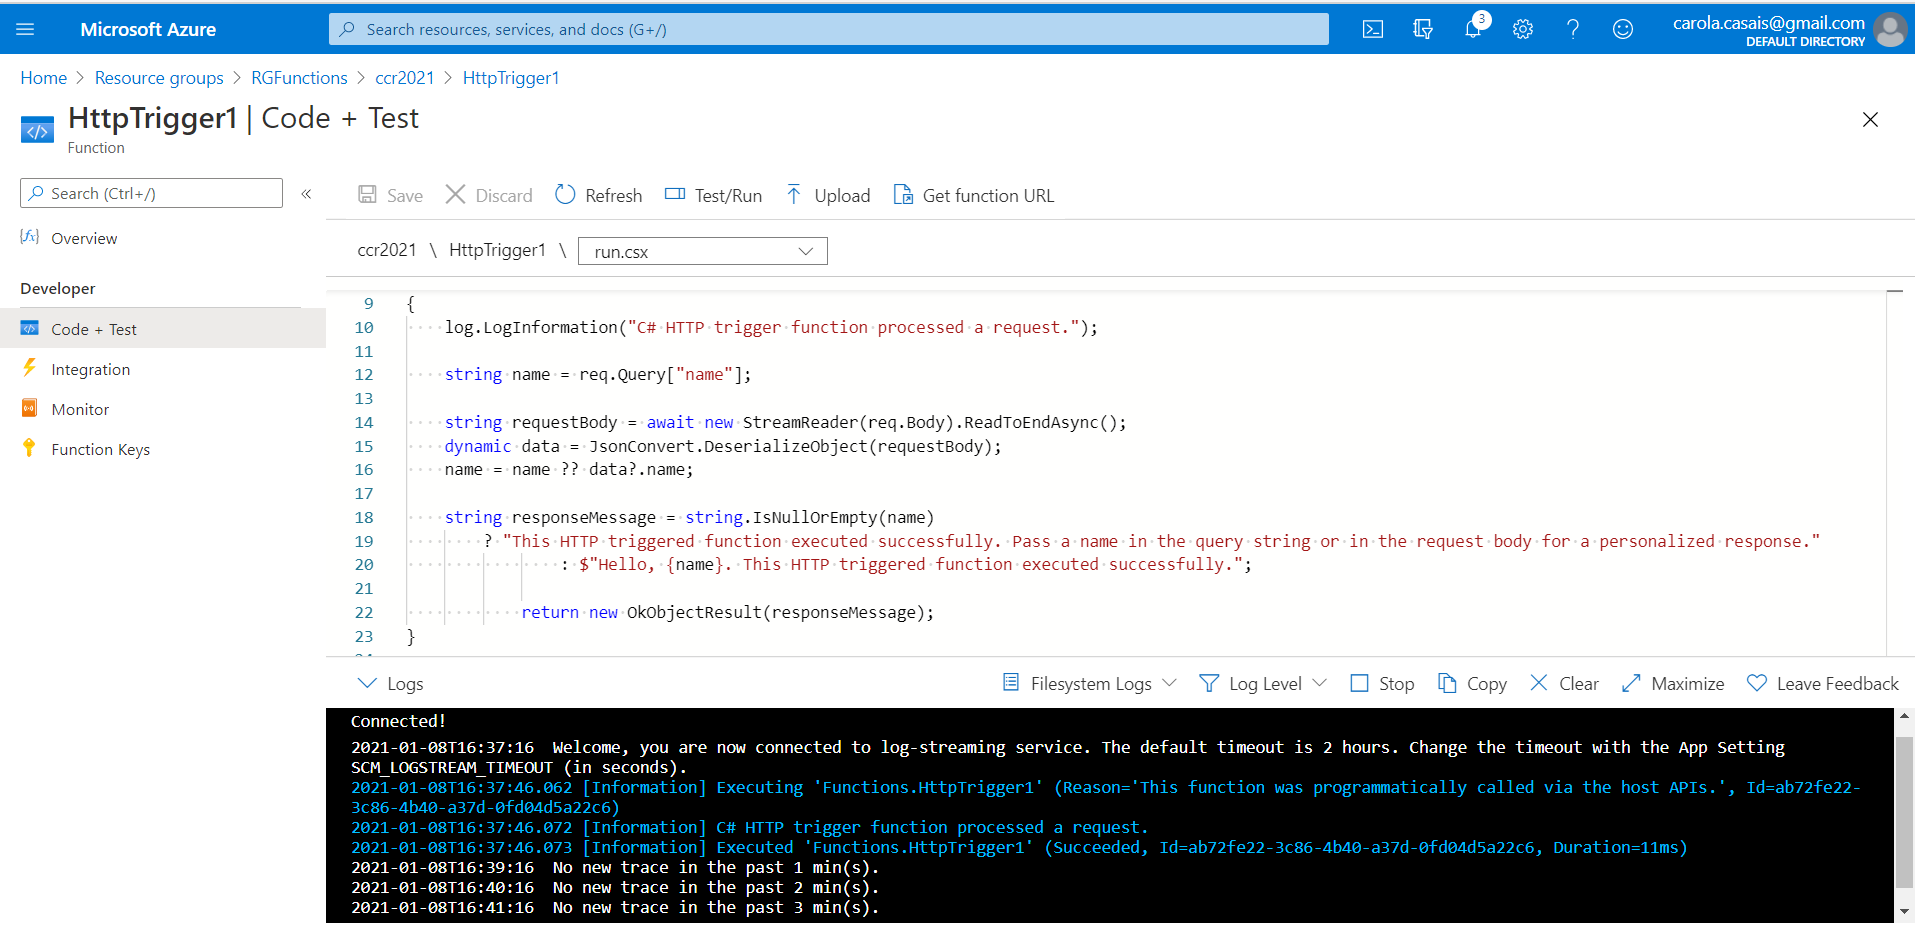 Microsoft Azure
Search resources, services, and docs (G+/)
3
carola.casais@gmail.com
DEFAULT DIRECTORY
Home > Resource groups > RGFunctions > ccr2021 > HttpTrigger1
HttpTrigger1 | Code + Test
Function
Search (Ctrl+/)
«
Save
Discard
Refresh
Test/Run
Upload
Get function URL
Overview
Developer
Code + Test
Integration
Monitor
Function Keys
ccr2021 \ HttpTrigger1 \ run.csx
9 {
10 log.LogInformation("C# HTTP trigger function processed a request.");
11
12 string name = req.Query["name"];
13
14 string requestBody = await new StreamReader(req.Body).ReadToEndAsync();
15 dynamic data = JsonConvert.DeserializeObject(requestBody);
16 name = name ?? data?.name;
17
18 string responseMessage = string.IsNullOrEmpty(name)
19 ? "This HTTP triggered function executed successfully. Pass a name in the query string or in the request body for a personalized response."
20 : $"Hello, {name}. This HTTP triggered function executed successfully.";
21
22 return new OkObjectResult(responseMessage);
23 }
Logs
Filesystem Logs
Log Level
Stop
Copy
Clear
Maximize
Leave Feedback
Connected!
2021-01-08T16:37:16 Welcome, you are now connected to log-streaming service. The default timeout is 2 hours. Change the timeout with the App Setting
SCM_LOGSTREAM_TIMEOUT (in seconds).
2021-01-08T16:37:46.062 [Information] Executing 'Functions.HttpTrigger1' (Reason='This function was programmatically called via the host APIs.', Id=ab72fe22-
3c86-4b40-a37d-0fd04d5a22c6)
2021-01-08T16:37:46.072 [Information] C# HTTP trigger function processed a request.
2021-01-08T16:37:46.073 [Information] Executed 'Functions.HttpTrigger1' (Succeeded, Id=ab72fe22-3c86-4b40-a37d-0fd04d5a22c6, Duration=11ms)
2021-01-08T16:39:16 No new trace in the past 1 min(s).
2021-01-08T16:40:16 No new trace in the past 2 min(s).
2021-01-08T16:41:16 No new trace in the past 3 min(s).